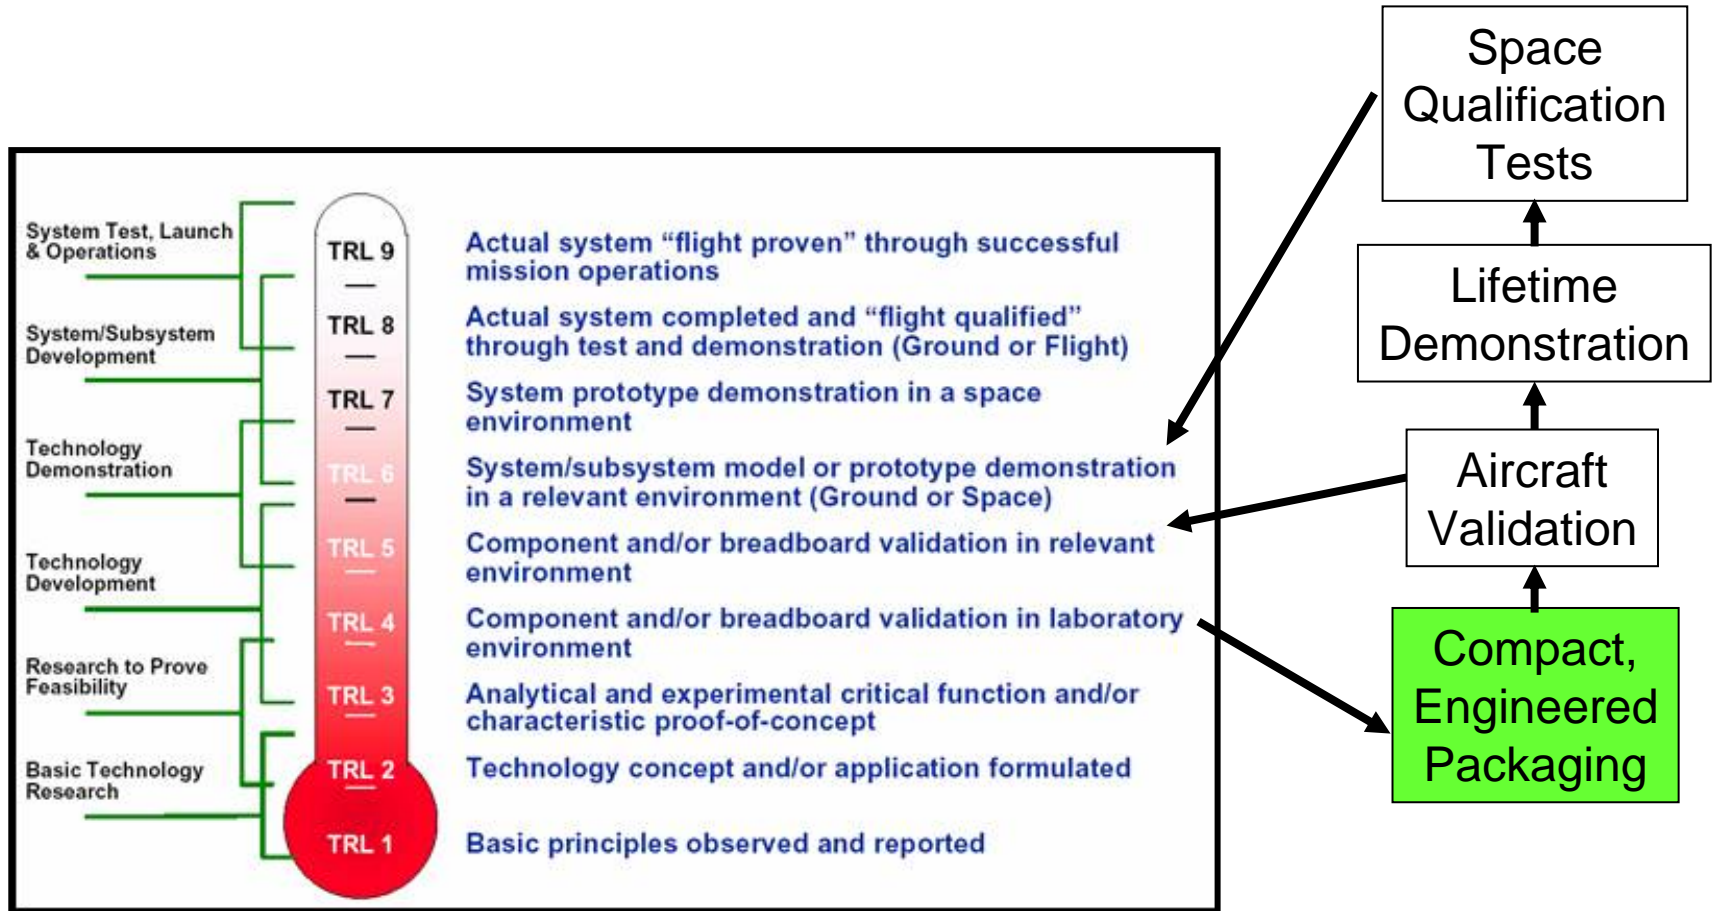 System Test, Launch
& Operations
System/Subsystem
Development
Technology
Demonstration
Technology
Development
Research to Prove
Feasibility
Basic Technology
Research
TRL 9
TRL 8
TRL 7
TRL 6
TRL 5
TRL 4
TRL 3
TRL 2
TRL 1
Actual system “flight proven” through successful
mission operations
Actual system completed and “flight qualified”
through test and demonstration (Ground or Flight)
System prototype demonstration in a space
environment
System/subsystem model or prototype demonstration
in a relevant environment (Ground or Space)
Component and/or breadboard validation in relevant
environment
Component and/or breadboard validation in laboratory
environment
Analytical and experimental critical function and/or
characteristic proof-of-concept
Technology concept and/or application formulated
Basic principles observed and reported
Space
Qualification
Tests
Lifetime
Demonstration
Aircraft
Validation
Compact,
Engineered
Packaging